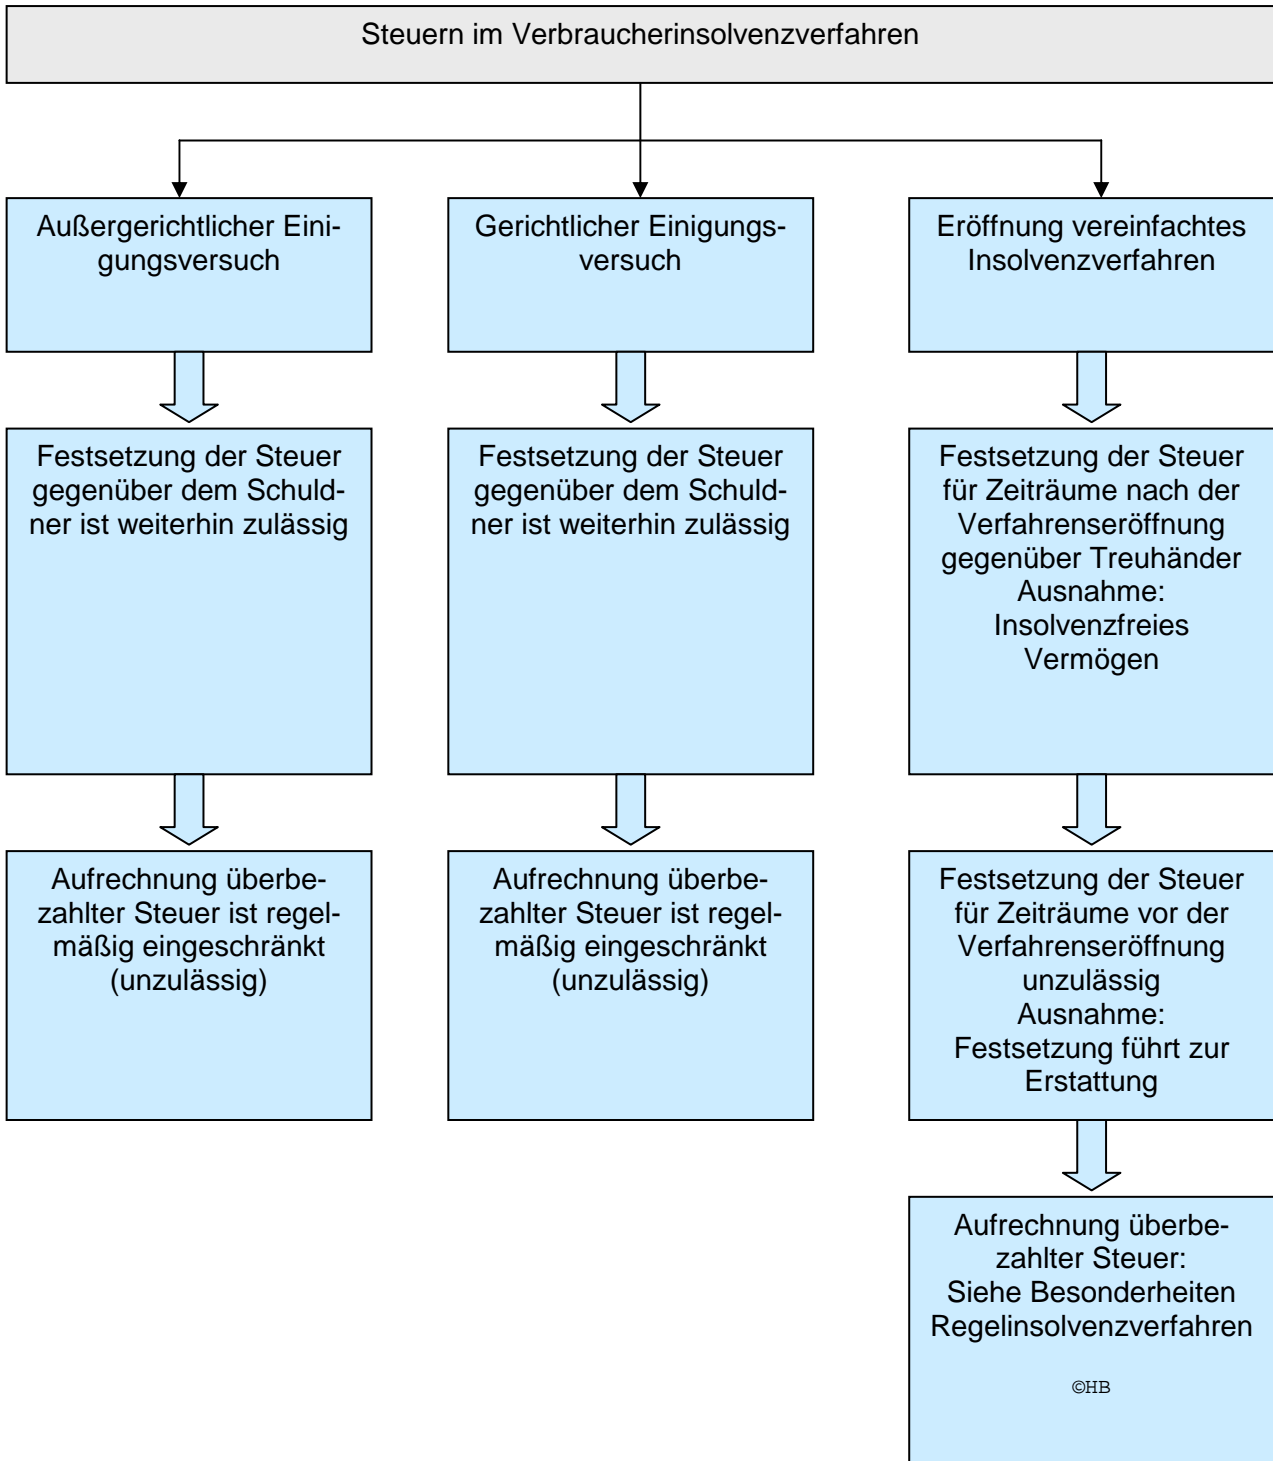 Steuern im Verbraucherinsolvenzverfahren
Außergerichtlicher Eini-
gungsversuch
Gerichtlicher Einigungs-
versuch
Eröffnung vereinfachtes
Insolvenzverfahren
Festsetzung der Steuer
gegenüber dem Schuld-
ner ist weiterhin zulässig
Festsetzung der Steuer
gegenüber dem Schuld-
ner ist weiterhin zulässig
Festsetzung der Steuer
für Zeiträume nach der
Verfahrenseröffnung
gegenüber Treuhänder
Ausnahme:
Insolvenzfreies
Vermögen
Aufrechnung überbe-
zahlter Steuer ist regel-
mäßig eingeschränkt
(unzulässig)
Aufrechnung überbe-
zahlter Steuer ist regel-
mäßig eingeschränkt
(unzulässig)
Festsetzung der Steuer
für Zeiträume vor der
Verfahrenseröffnung
unzulässig
Ausnahme:
Festsetzung führt zur
Erstattung
Aufrechnung überbe-
zahlter Steuer:
Siehe Besonderheiten
Regelinsolvenzverfahren
©HB